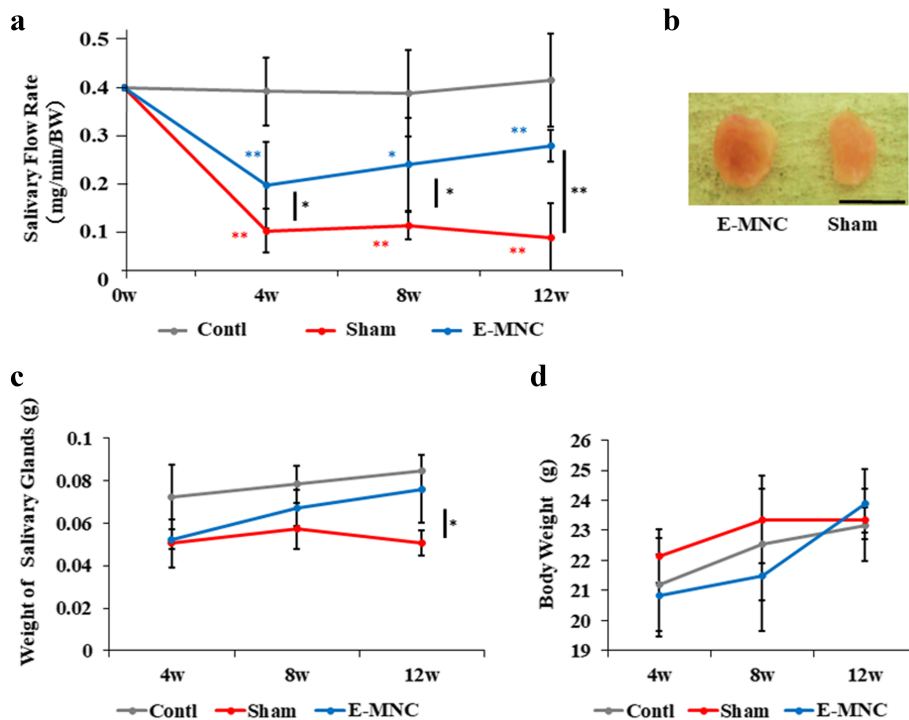 a
b
Salivary Flow Rate
(mg/min/BW)
0.5
0.4
0.3
0.2
0.1
0
**
*
**
*
*
**
**
**
**
0w
4w
8w
12w
Contl
Sham
E-MNC
E-MNC
Sham
c
d
Weight of Salivary Glands (g)
0.1
0.08
0.06
0.04
0.02
0
*
4w
8w
12w
Contl
Sham
E-MNC
Body Weight (g)
26
25
24
23
22
21
20
19
4w
8w
12w
Contl
Sham
E-MNC